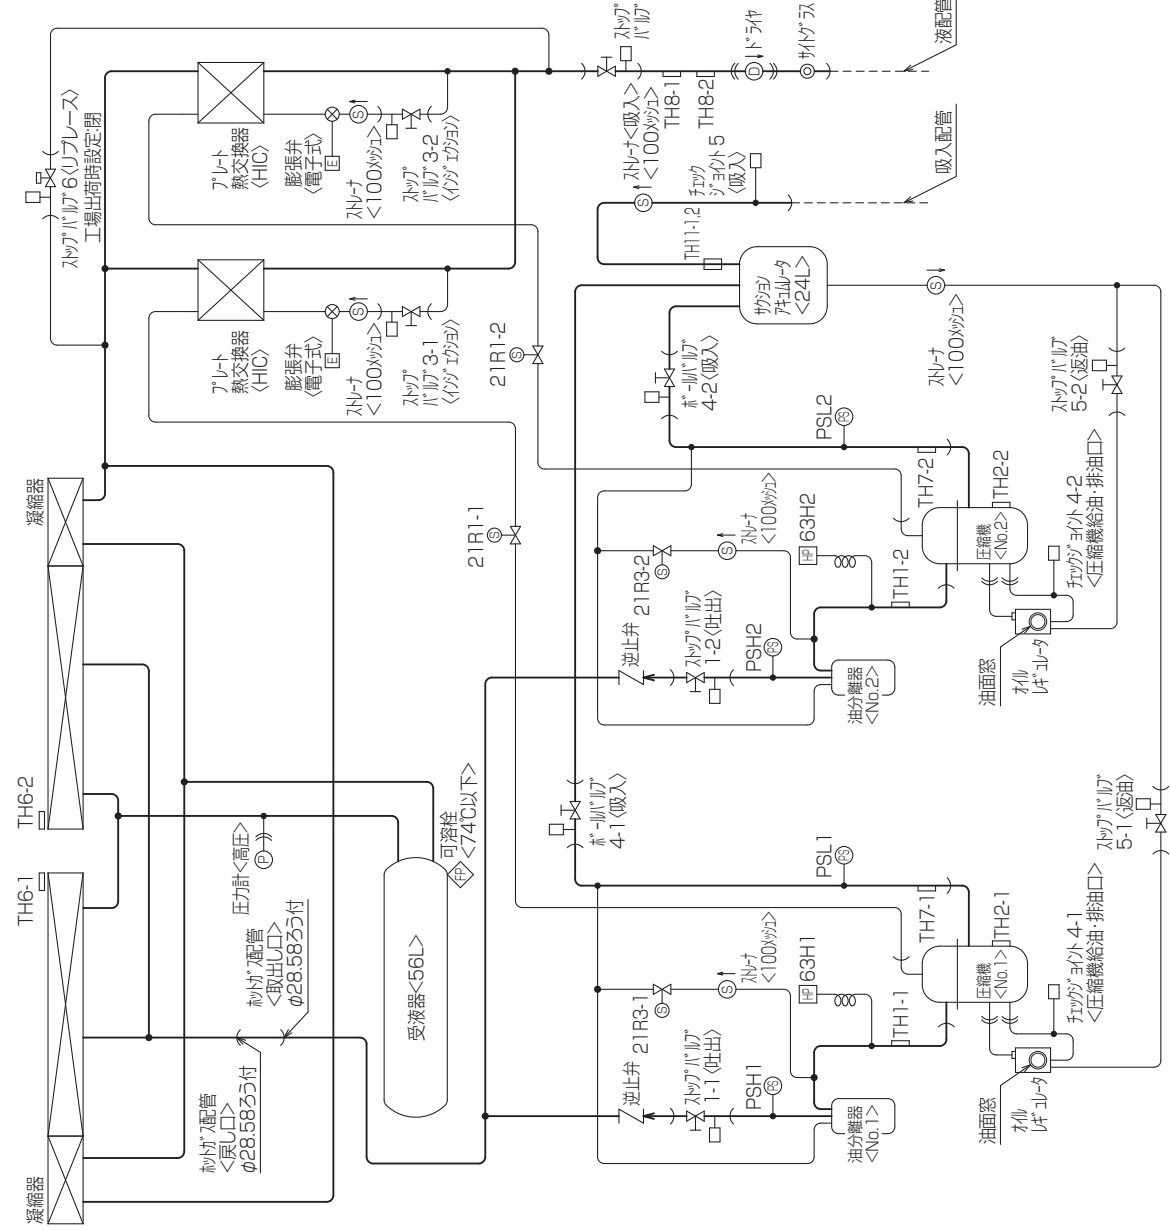 ストップバルブ6〈リプレース〉
工場出荷時設定:閉
プレート
熱交換器
〈HIC〉
膨張弁
〈電子式〉
E
ストレーナ
<100メッシュ>
S
ストップ
バルブ3-2
〈インジェクション〉
ストップ
バルブ
ストレーナ<吸入>
<100メッシュ>
TH8-1
TH8-2
D
ドライヤ
サイトグラス
液配管
チェック
ジョイント5
<吸入>
S
吸入配管
TH11-1,2
プレート
熱交換器
〈HIC〉
膨張弁
〈電子式〉
E
ストレーナ
<100メッシュ>
S
ストップ
バルブ3-1
〈インジェクション〉
21R1-2
S
サクション
アキュムレータ
<24L>
S
ストレーナ
<100メッシュ>
ボールバルブ
4-2<吸入>
ストップバルブ
5-2<返油>
凝縮器
21R1-1
S
PSL2
PS
TH7-2
TH2-2
圧縮機
<No.2>
チェックジョイント4-2
<圧縮機給油・排油口>
ストレーナ
<100メッシュ>
S
63H2
HP
TH1-2
21R3-2
S
逆止弁
ストップバルブ
1-2<吐出>
PSH2
PS
油分離器
<No.2>
油面窓
オイル
レギュレータ
TH6-2
TH6-1
圧力計<高圧>
P
可溶栓
<74℃以下>
FP
受液器<56L>
ホットガス配管
<取出し口>
φ28.58ろう付
ホットガス配管
<戻し口>
φ28.58ろう付
凝縮器
ボールバルブ
4-1<吸入>
ストップバルブ
5-1<返油>
PSL1
PS
TH7-1
TH2-1
圧縮機
<No.1>
チェックジョイント4-1
<圧縮機給油・排油口>
ストレーナ
<100メッシュ>
S
63H1
HP
TH1-1
21R3-1
S
逆止弁
ストップバルブ
1-1<吐出>
PSH1
PS
油分離器
<No.1>
油面窓
オイル
レギュレータ